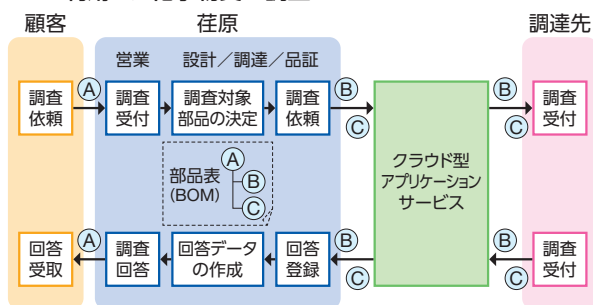 顧客
荏原
調達先
営業
設計/調達/品証
調査
依頼
A
調査
受付
調査対象
部品の決定
調査
依頼
B
C
クラウド型
アプリケーション
サービス
B
C
調査
受付
部品表
(BOM)
A
B
C
回答
受取
A
調査
回答
回答データ
の作成
回答
登録
B
C
B
C
調査
受付